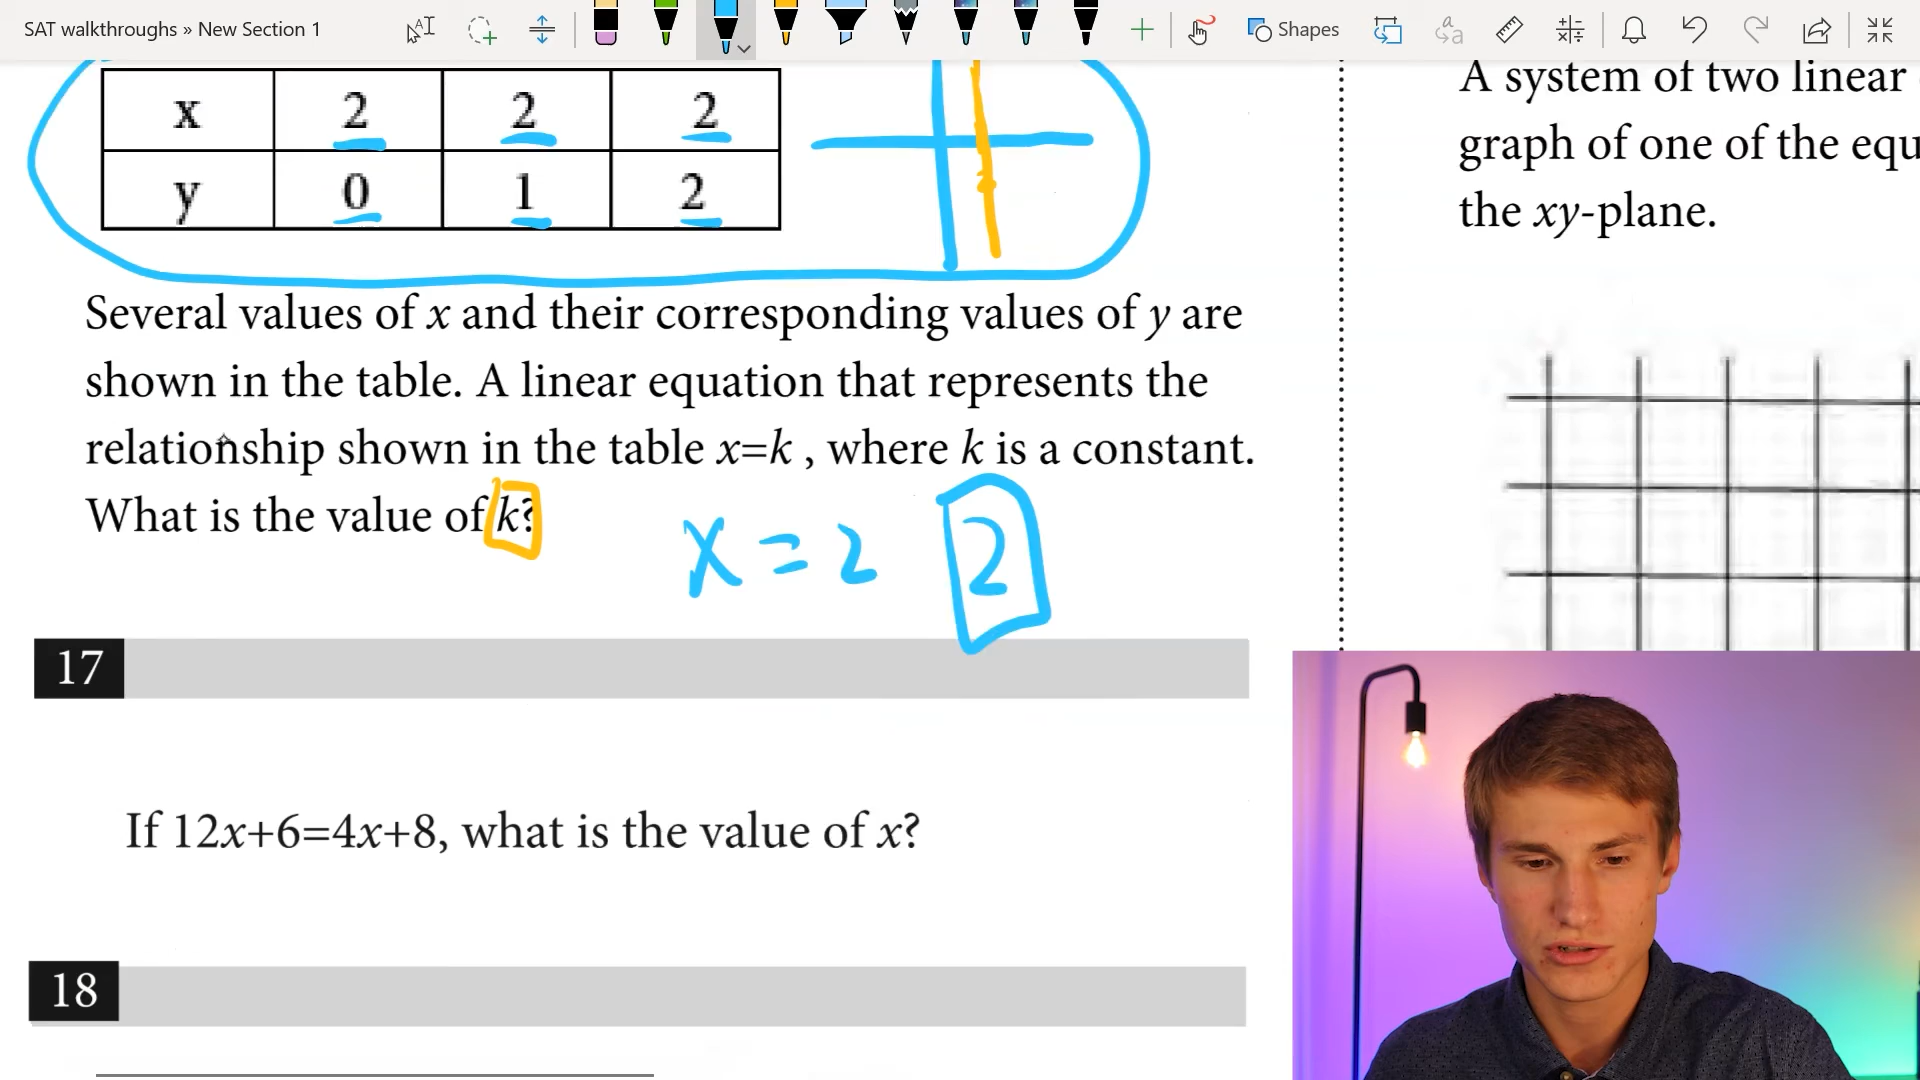 SAT walkthroughs » New Section 1
Shapes
x 2 2 2
y 0 1 2
Several values of x and their corresponding values of y are
shown in the table. A linear equation that represents the
relationship shown in the table x=k , where k is a constant.
What is the value of k?
x = 2 2
17
If 12x+6=4x+8, what is the value of x?
18
A system of two linear
graph of one of the equ
the xy-plane.